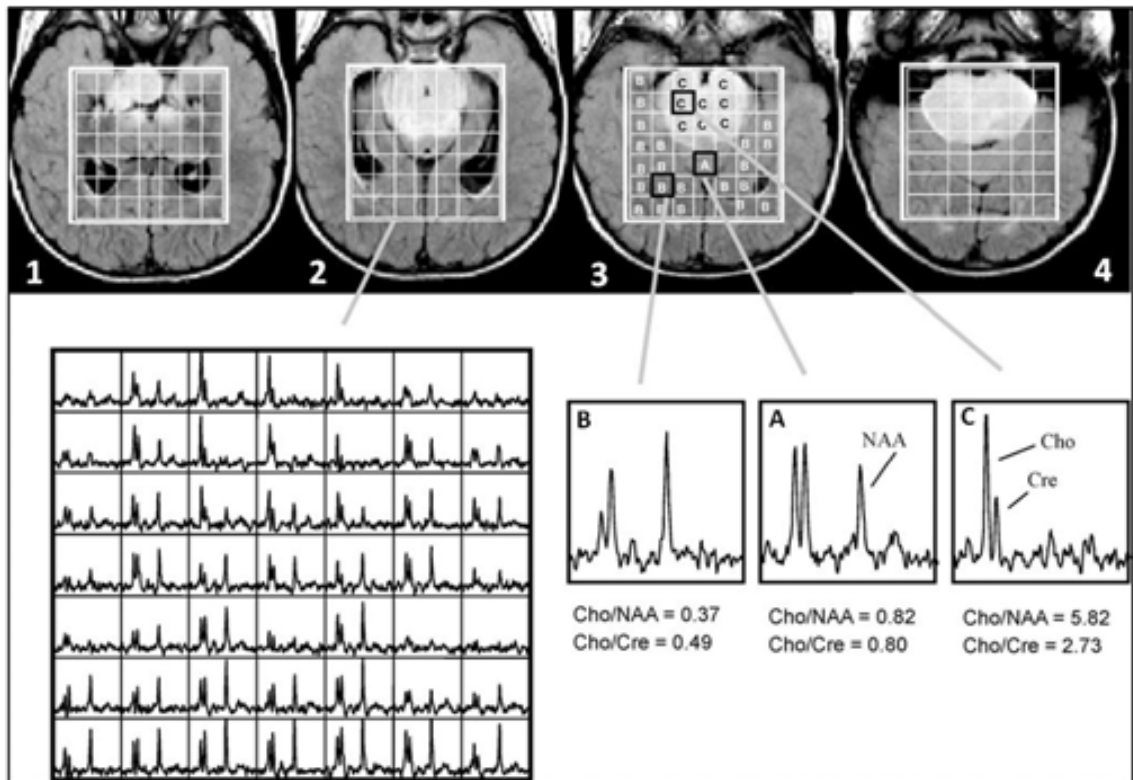 B C C
B C C C
B B C C C B B
B B B B
B A B
B B B B B B
B B B B B
1
2
3
4
B
A
C
NAA
Cho
Cre
Cho/NAA = 0.37
Cho/Cre = 0.49
Cho/NAA = 0.82
Cho/Cre = 0.80
Cho/NAA = 5.82
Cho/Cre = 2.73